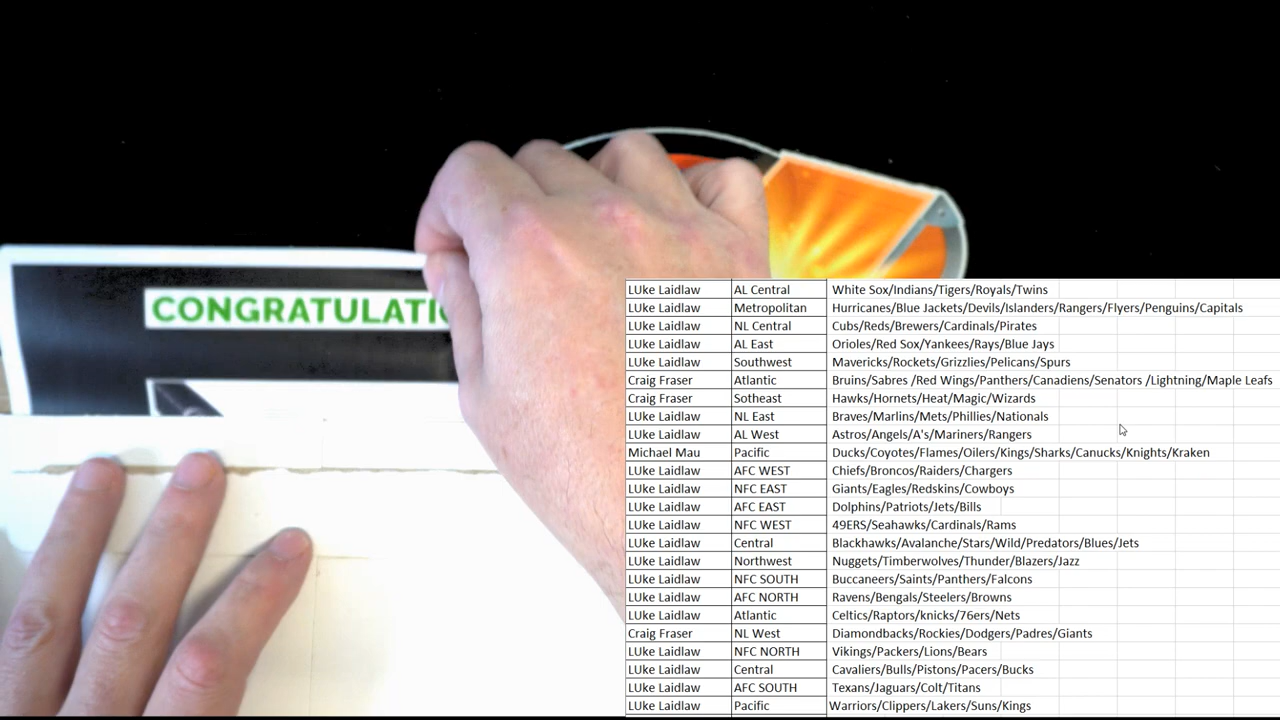 CONGRATULATI
LUke Laidlaw AL Central White Sox/Indians/Tigers/Royals/Twins
LUke Laidlaw Metropolitan Hurricanes/Blue Jackets/Devils/Islanders/Rangers/Flyers/Penguins/Capitals
LUke Laidlaw NL Central Cubs/Reds/Brewers/Cardinals/Pirates
LUke Laidlaw AL East Orioles/Red Sox/Yankees/Rays/Blue Jays
LUke Laidlaw Southwest Mavericks/Rockets/Grizzlies/Pelicans/Spurs
Craig Fraser Atlantic Bruins/Sabres /Red Wings/Panthers/Canadiens/Senators /Lightning/Maple Leafs
Craig Fraser Sotheast Hawks/Hornets/Heat/Magic/Wizards
LUke Laidlaw NL East Braves/Marlins/Mets/Phillies/Nationals
LUke Laidlaw AL West Astros/Angels/A's/Mariners/Rangers
Michael Mau Pacific Ducks/Coyotes/Flames/Oilers/Kings/Sharks/Canucks/Knights/Kraken
LUke Laidlaw AFC WEST Chiefs/Broncos/Raiders/Chargers
LUke Laidlaw NFC EAST Giants/Eagles/Redskins/Cowboys
LUke Laidlaw AFC EAST Dolphins/Patriots/Jets/Bills
LUke Laidlaw NFC WEST 49ERS/Seahawks/Cardinals/Rams
LUke Laidlaw Central Blackhawks/Avalanche/Stars/Wild/Predators/Blues/Jets
LUke Laidlaw Northwest Nuggets/Timberwolves/Thunder/Blazers/Jazz
LUke Laidlaw NFC SOUTH Buccaneers/Saints/Panthers/Falcons
LUke Laidlaw AFC NORTH Ravens/Bengals/Steelers/Browns
LUke Laidlaw Atlantic Celtics/Raptors/knicks/76ers/Nets
Craig Fraser NL West Diamondbacks/Rockies/Dodgers/Padres/Giants
LUke Laidlaw NFC NORTH Vikings/Packers/Lions/Bears
LUke Laidlaw Central Cavaliers/Bulls/Pistons/Pacers/Bucks
LUke Laidlaw AFC SOUTH Texans/Jaguars/Colt/Titans
LUke Laidlaw Pacific Warriors/Clippers/Lakers/Suns/Kings